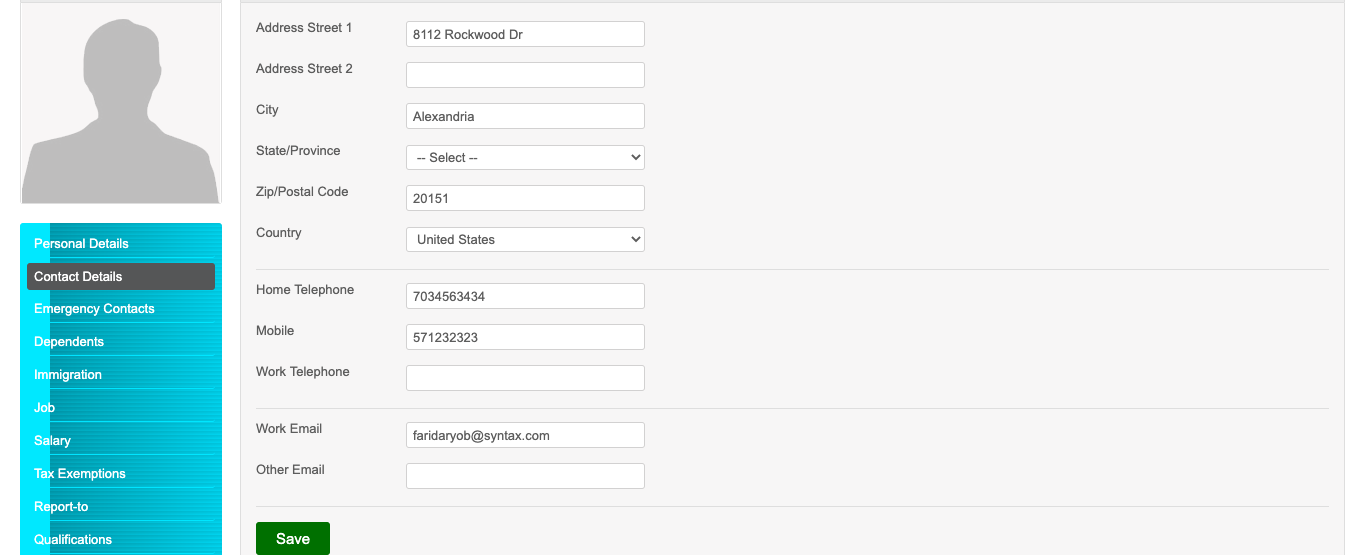 Address Street 1 8112 Rockwood Dr
Address Street 2
City Alexandria
State/Province -- Select --
Zip/Postal Code 20151
Country United States
Home Telephone 7034563434
Mobile 571232323
Work Telephone
Work Email faridaryob@syntax.com
Other Email
Save
Personal Details
Contact Details
Emergency Contacts
Dependents
Immigration
Job
Salary
Tax Exemptions
Report-to
Qualifications